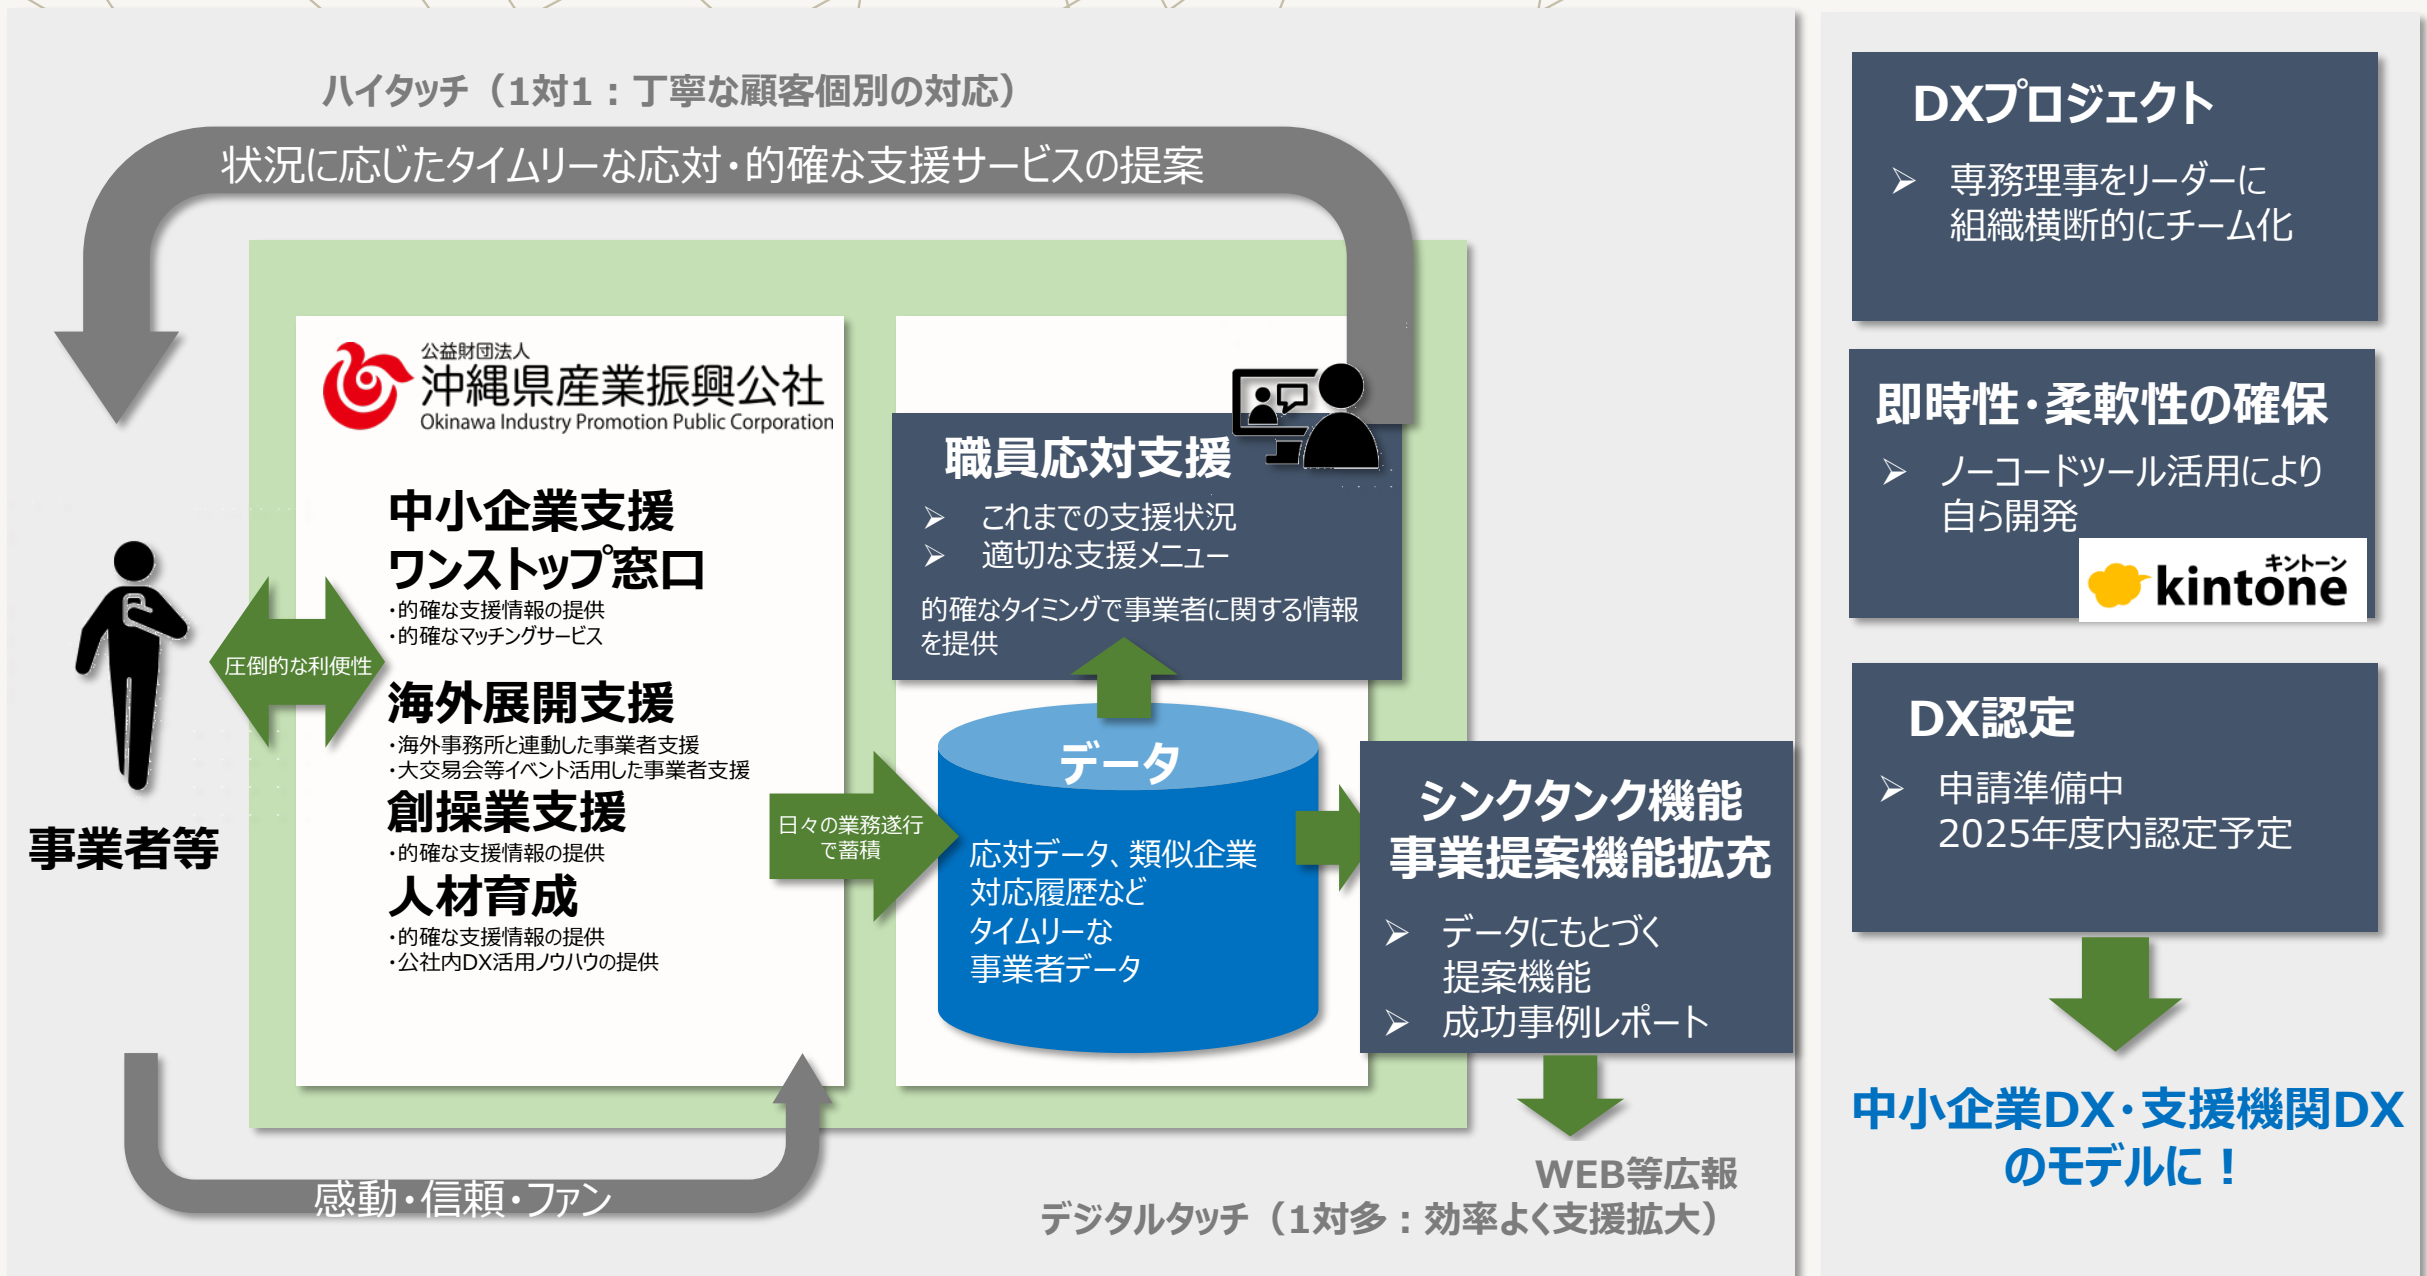 ハイタッチ（1対1：丁寧な顧客個別の対応）
状況に応じたタイムリーな応対・的確な支援サービスの提案
公益財団法人
沖縄県産業振興公社
Okinawa Industry Promotion Public Corporation
中小企業支援
ワンストップ窓口
・的確な支援情報の提供
・的確なマッチングサービス
海外展開支援
・海外事務所と連動した事業者支援
・大交易会等イベント活用した事業者支援
創操業支援
・的確な支援情報の提供
人材育成
・的確な支援情報の提供
・公社内DX活用ノウハウの提供
圧倒的な利便性
事業者等
日々の業務遂行
で蓄積
職員応対支援
➢ これまでの支援状況
➢ 適切な支援メニュー
的確なタイミングで事業者に関する情報
を提供
データ
応対データ、類似企業
対応履歴など
タイムリーな
事業者データ
シンクタンク機能
事業提案機能拡充
➢ データにもとづく
提案機能
➢ 成功事例レポート
感動・信頼・ファン
WEB等広報
デジタルタッチ（1対多：効率よく支援拡大）
DXプロジェクト
➢ 専務理事をリーダーに
組織横断的にチーム化
即時性・柔軟性の確保
➢ ノーコードツール活用により
自ら開発
キントーン
kintone
DX認定
➢ 申請準備中
2025年度内認定予定
中小企業DX・支援機関DX
のモデルに！